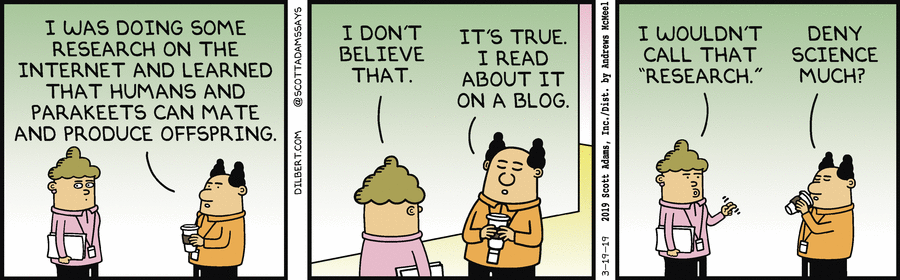 I WAS DOING SOME
RESEARCH ON THE
INTERNET AND LEARNED
THAT HUMANS AND
PARAKEETS CAN MATE
AND PRODUCE OFFSPRING.
DILBERT.COM @SCOTTADAMSSAYS
I DON'T
BELIEVE
THAT.
IT'S TRUE.
I READ
ABOUT IT
ON A BLOG.
3-19-19 2019 Scott Adams, Inc./Dist. by Andrews McMeel
I WOULDN'T
CALL THAT
"RESEARCH."
DENY
SCIENCE
MUCH?